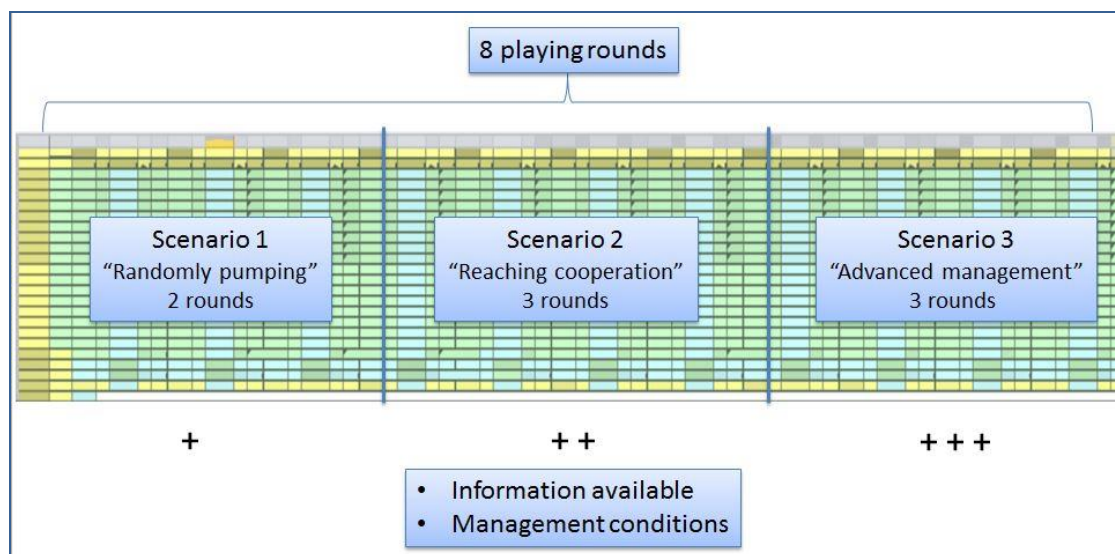 8 playing rounds
Scenario 1
“Randomly pumping”
2 rounds
Scenario 2
“Reaching cooperation”
3 rounds
Scenario 3
“Advanced management”
3 rounds
+
+ +
+ + +
• Information available
• Management conditions